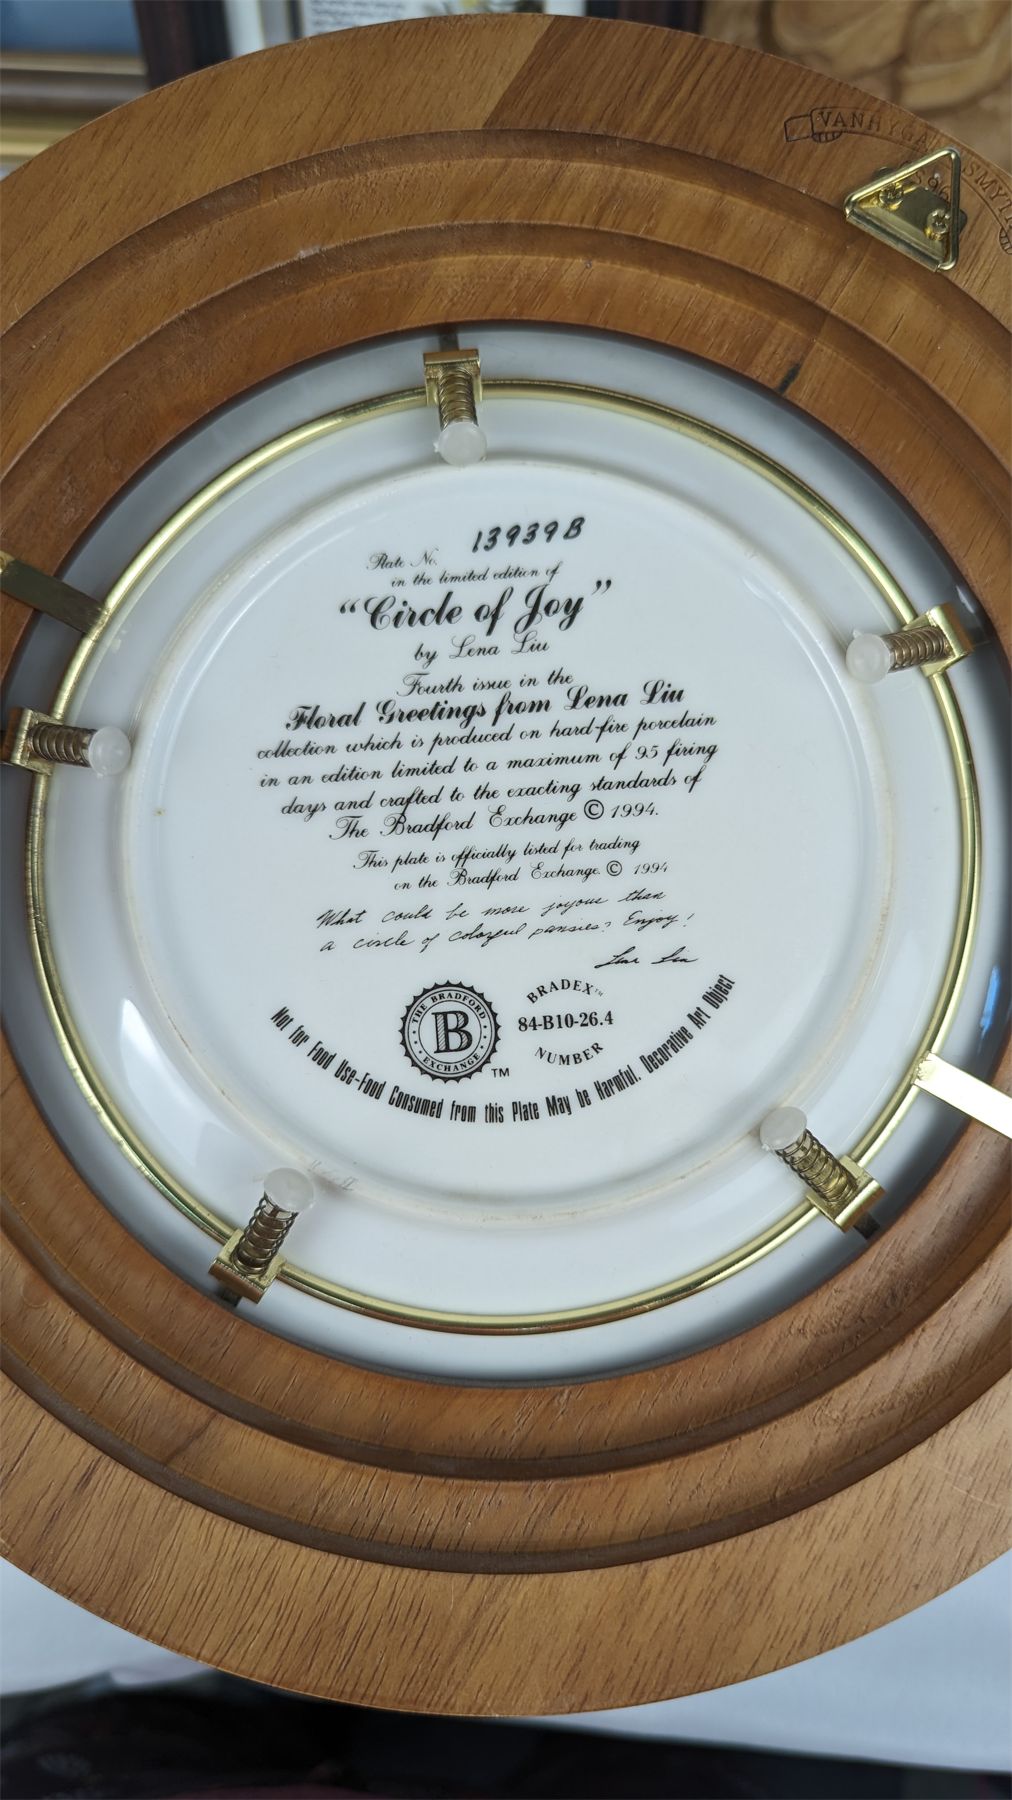 VANHYGA SMYT
S86
Plate No. 13939B
in the limited edition of
“Circle of Joy”
by Lena Liu
Fourth issue in the
Floral Greetings from Lena Liu
collection which is produced on hard-fire porcelain
in an edition limited to a maximum of 95 firing
days and crafted to the exacting standards of
The Bradford Exchange © 1994.
This plate is officially listed for trading
on the Bradford Exchange. © 1994
What could be more joyous than
a circle of colorful pansies? Enjoy!
Lena Liu
THE BRADFORD
B
EXCHANGE
TM
BRADEX™
84-B10-26.4
NUMBER
Not for Food Use-Food Consumed from this Plate May be Harmful. Decorative Art Object